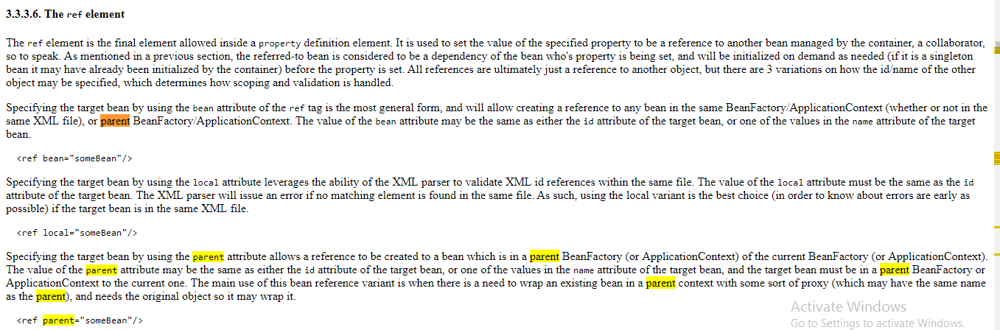 3.3.3.6. The ref element
The ref element is the final element allowed inside a property definition element. It is used to set the value of the specified property to be a reference to another bean managed by the container, a collaborator,
so to speak. As mentioned in a previous section, the referred-to bean is considered to be a dependency of the bean who's property is being set, and will be initialized on demand as needed (if it is a singleton
bean it may have already been initialized by the container) before the property is set. All references are ultimately just a reference to another object, but there are 3 variations on how the id/name of the other
object may be specified, which determines how scoping and validation is handled.
Specifying the target bean by using the bean attribute of the ref tag is the most general form, and will allow creating a reference to any bean in the same BeanFactory/ApplicationContext (whether or not in the
same XML file), or parent BeanFactory/ApplicationContext. The value of the bean attribute may be the same as either the id attribute of the target bean, or one of the values in the name attribute of the target
bean.
<ref bean="someBean"/>
Specifying the target bean by using the local attribute leverages the ability of the XML parser to validate XML id references within the same file. The value of the local attribute must be the same as the id
attribute of the target bean. The XML parser will issue an error if no matching element is found in the same file. As such, using the local variant is the best choice (in order to know about errors are early as
possible) if the target bean is in the same XML file.
<ref local="someBean"/>
Specifying the target bean by using the parent attribute allows a reference to be created to a bean which is in a parent BeanFactory (or ApplicationContext) of the current BeanFactory (or ApplicationContext).
The value of the parent attribute may be the same as either the id attribute of the target bean, or one of the values in the name attribute of the target bean, and the target bean must be in a parent BeanFactory or
ApplicationContext to the current one. The main use of this bean reference variant is when there is a need to wrap an existing bean in a parent context with some sort of proxy (which may have the same name
as the parent), and needs the original object so it may wrap it.
<ref parent="someBean"/>
Activate Windows
Go to Settings to activate Windows.